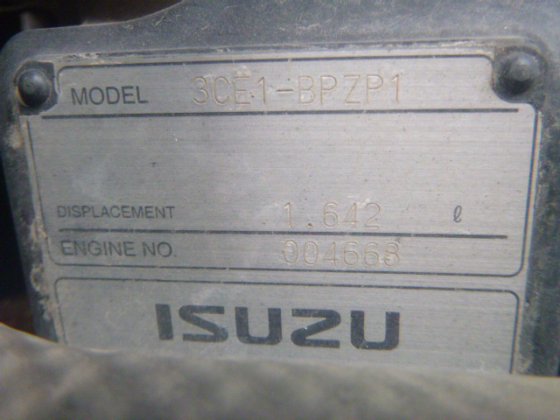 MODEL 3CE1-BPZP1
DISPLACEMENT 1.642 ℓ
ENGINE NO. 004668
ISUZU